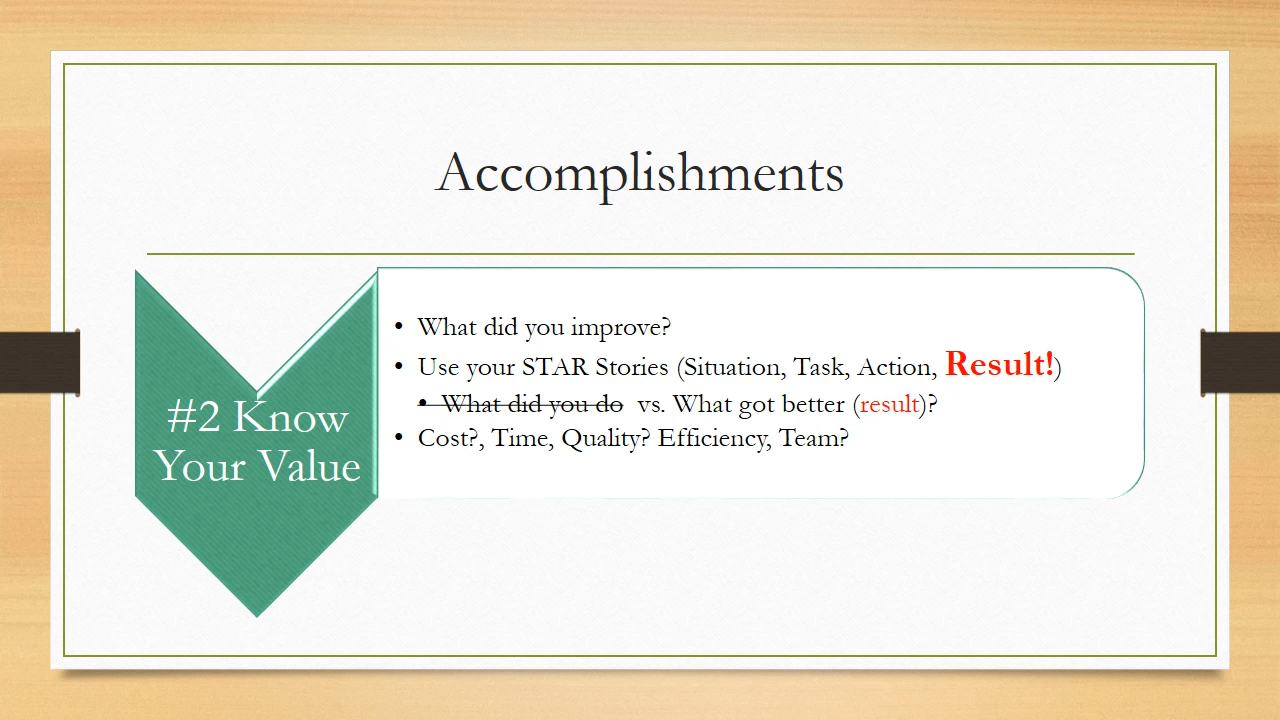 Accomplishments
#2 Know
Your Value
• What did you improve?
• Use your STAR Stories (Situation, Task, Action, Result!)
• What did you do vs. What got better (result)?
• Cost?, Time, Quality? Efficiency, Team?